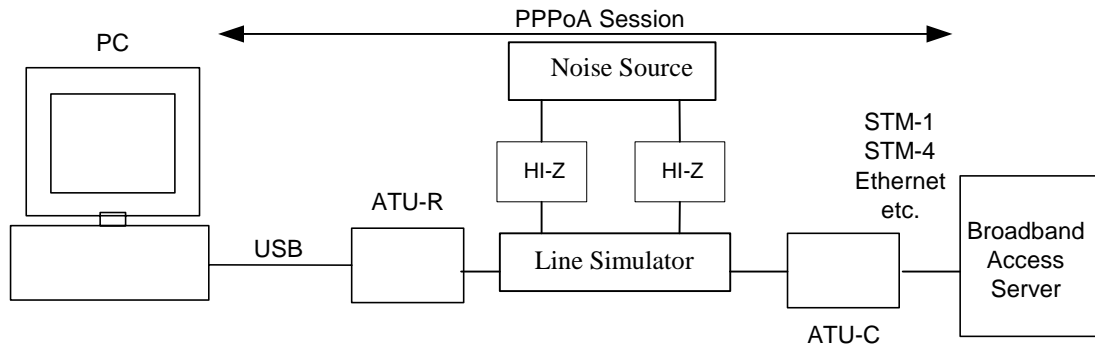 PPPoA Session
PC
Noise Source
HI-Z
HI-Z
STM-1
STM-4
Ethernet
etc.
ATU-R
USB
Line Simulator
ATU-C
Broadband
Access
Server